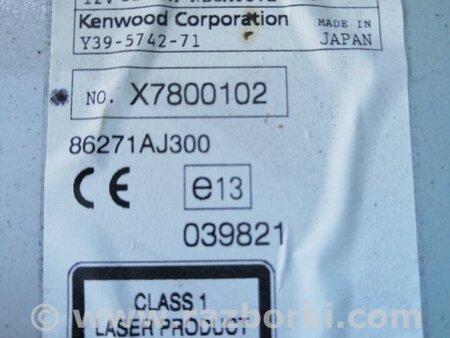 Kenwood Corporation
Y39-5742-71
MADE IN
JAPAN
NO. X7800102
86271AJ300
CE e13
039821
CLASS 1
LASER PRODUCT
© www.razborki.com